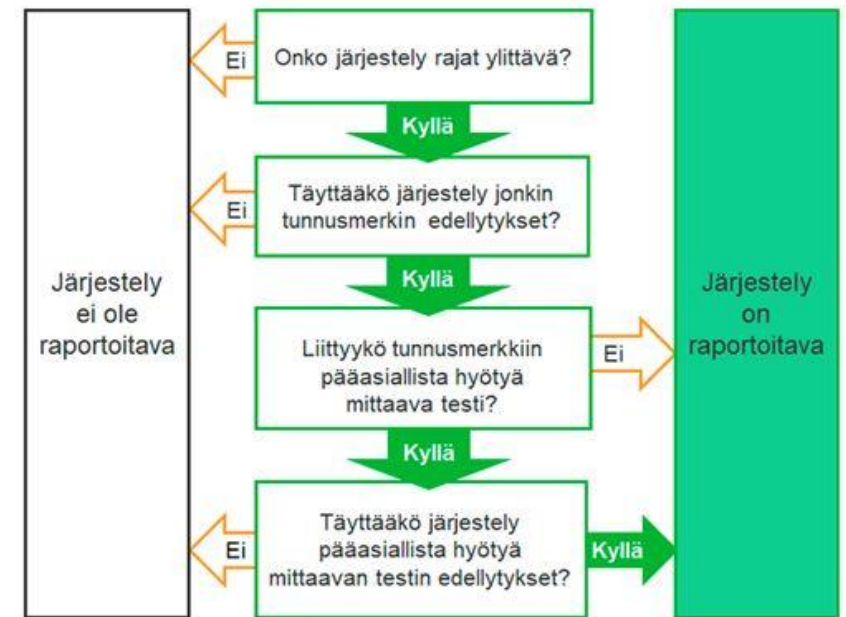 Ei
Onko järjestely rajat ylittävä?
Kyllä
Ei
Täyttääkö järjestely jonkin
tunnusmerkin edellytykset?
Kyllä
Järjestely
ei ole
raportoitava
Liittyykö tunnusmerkkiin
pääasiallista hyötyä
mittaava testi?
Ei
Järjestely
on
raportoitava
Kyllä
Ei
Täyttääkö järjestely
pääasiallista hyötyä
mittaavan testin edellytykset?
Kyllä